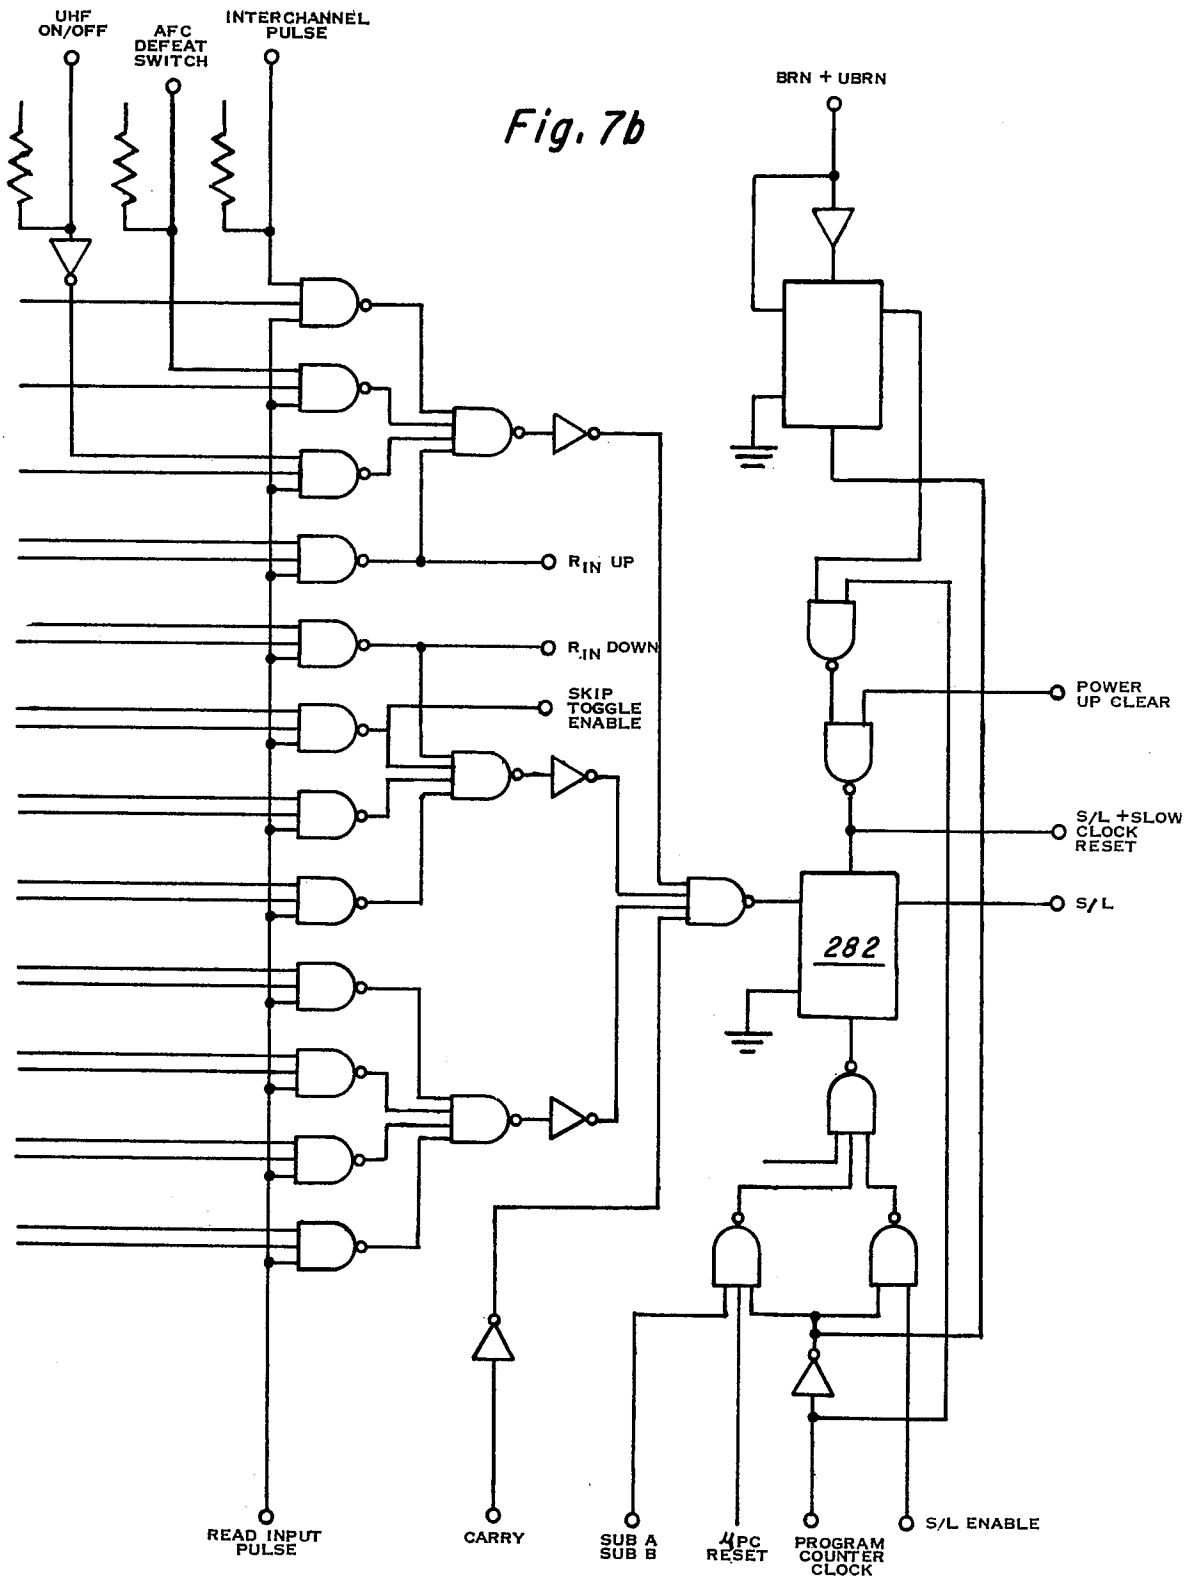 UHF
ON/OFF
AFC
DEFEAT
SWITCH
INTERCHANNEL
PULSE
BRN + UBRN
Fig. 7b
RIN UP
RIN DOWN
SKIP
TOGGLE
ENABLE
POWER
UP CLEAR
S/L +SLOW
CLOCK
RESET
S/L
282
READ INPUT
PULSE
CARRY
SUB A
SUB B
μPC
RESET
PROGRAM
COUNTER
CLOCK
S/L ENABLE